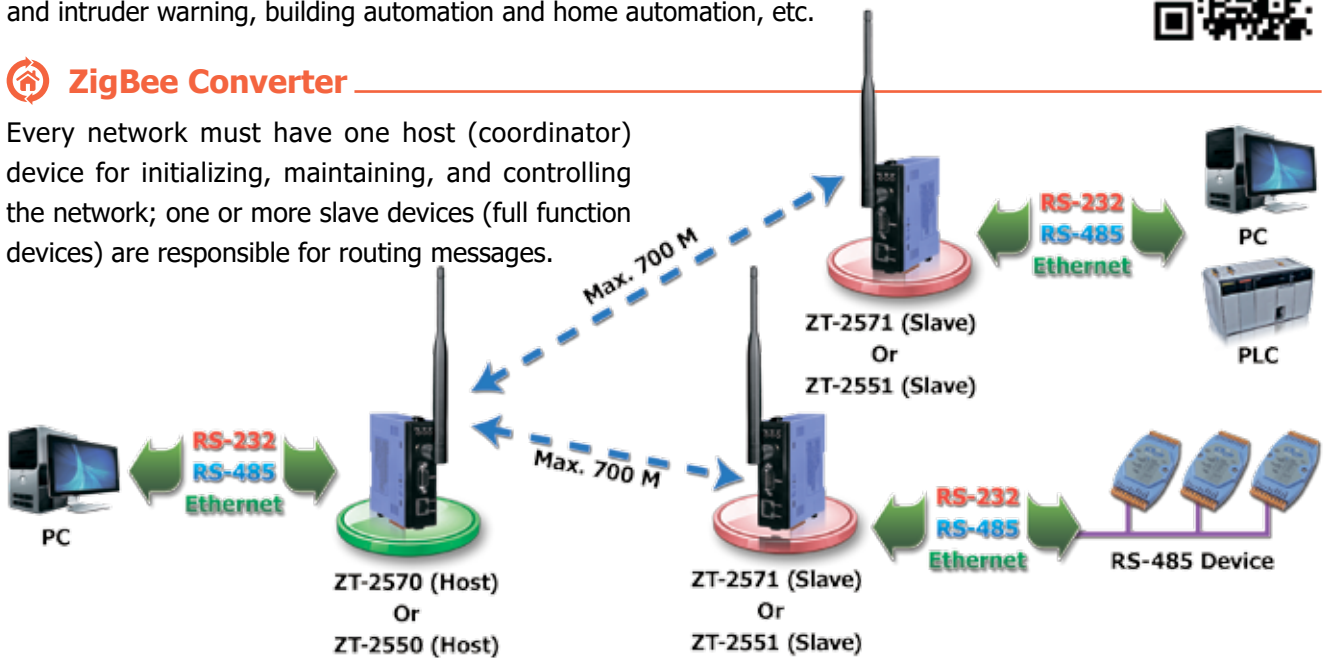 and intruder warning, building automation and home automation, etc.
ZigBee Converter
Every network must have one host (coordinator)
device for initializing, maintaining, and controlling
the network; one or more slave devices (full function
devices) are responsible for routing messages.
Max. 700 M
RS-232
RS-485
Ethernet
PC
PLC
ZT-2571 (Slave)
Or
ZT-2551 (Slave)
PC
RS-232
RS-485
Ethernet
ZT-2570 (Host)
Or
ZT-2550 (Host)
Max. 700 M
ZT-2571 (Slave)
Or
ZT-2551 (Slave)
RS-232
RS-485
Ethernet
RS-485 Device